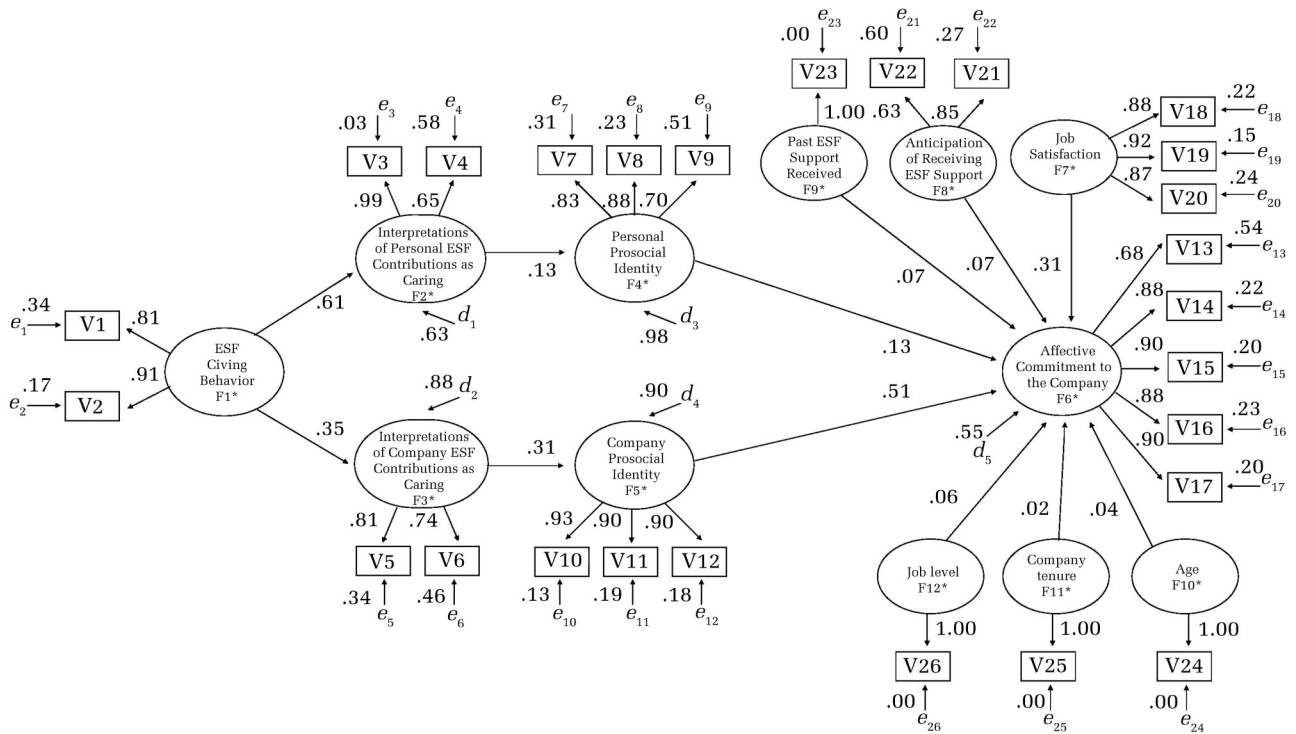 e23
e21
e22
.00
.60
.27
V23
V22
V21
1.00
.63
.85
Past ESF
Support
Received
F9*
Anticipation
of Receiving
ESF Support
F8*
Job
Satisfaction
F7*
.88
V18
.22
e18
.92
V19
.15
e19
.87
V20
.24
e20
e3
e4
.03
.58
V3
V4
.99
.65
Interpretations
of Personal ESF
Contributions as
Caring
F2*
d1
.63
e7
e8
e9
.31
.23
.51
V7
V8
V9
.83
.88
.70
Personal
Prosocial
Identity
F4*
d3
.98
.13
.61
.34
e1
V1
.81
.17
e2
V2
.91
ESF
Civing
Behavior
F1*
.35
.88
d2
Interpretations
of Company ESF
Contributions as
Caring
F3*
.81
.74
V5
V6
.34
e5
.46
e6
.31
.90
d4
Company
Prosocial
Identity
F5*
.93
.90
.90
V10
V11
V12
.13
e10
.19
e11
.18
e12
.07
.07
.31
.13
.51
Affective
Commitment to
the Company
F6*
.55
d5
.68
V13
.54
e13
.88
V14
.22
e14
.90
V15
.20
e15
.88
V16
.23
e16
.90
V17
.20
e17
.06
.02
.04
Job level
F12*
Company
tenure
F11*
Age
F10*
1.00
1.00
1.00
V26
V25
V24
.00
e26
.00
e25
.00
e24